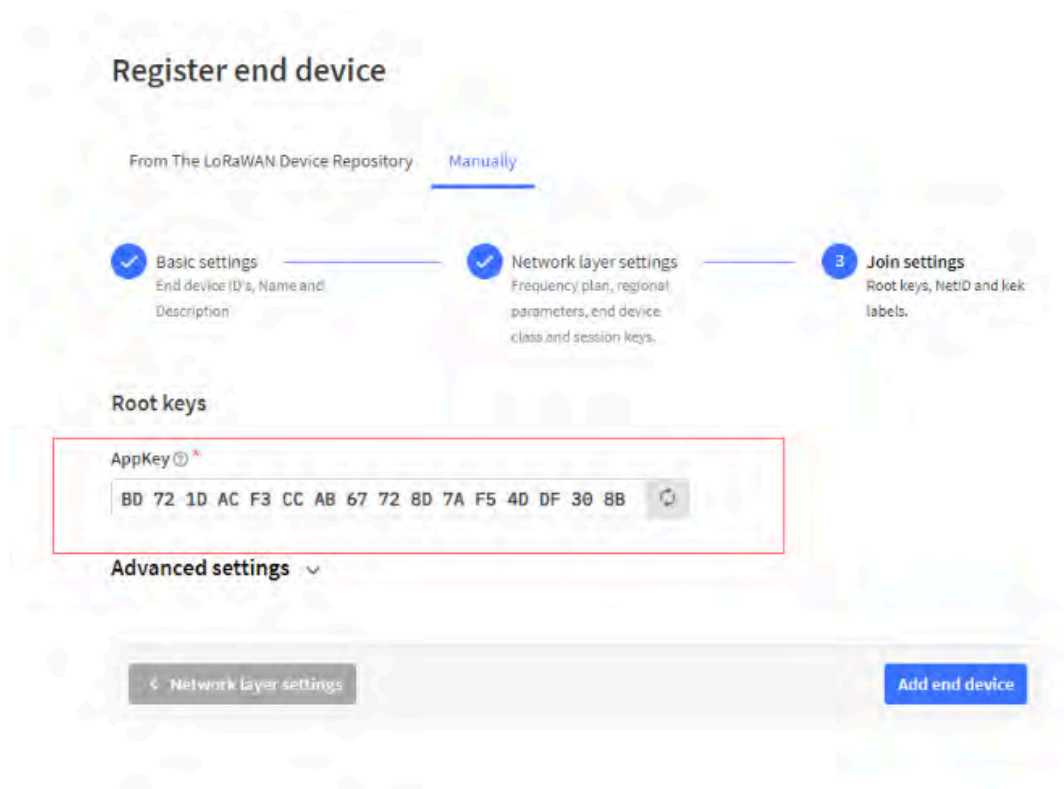 Register end device
From The LoRaWAN Device Repository Manually
Basic settings
End device ID's, Name and
Description
Network layer settings
Frequency plan, regional
parameters, end device
class and session keys.
3 Join settings
Root keys, NetID and kek
labels.
Root keys
AppKey ? *
BD 72 1D AC F3 CC AB 67 72 8D 7A F5 4D DF 30 8B
Advanced settings
< Network layer settings Add end device